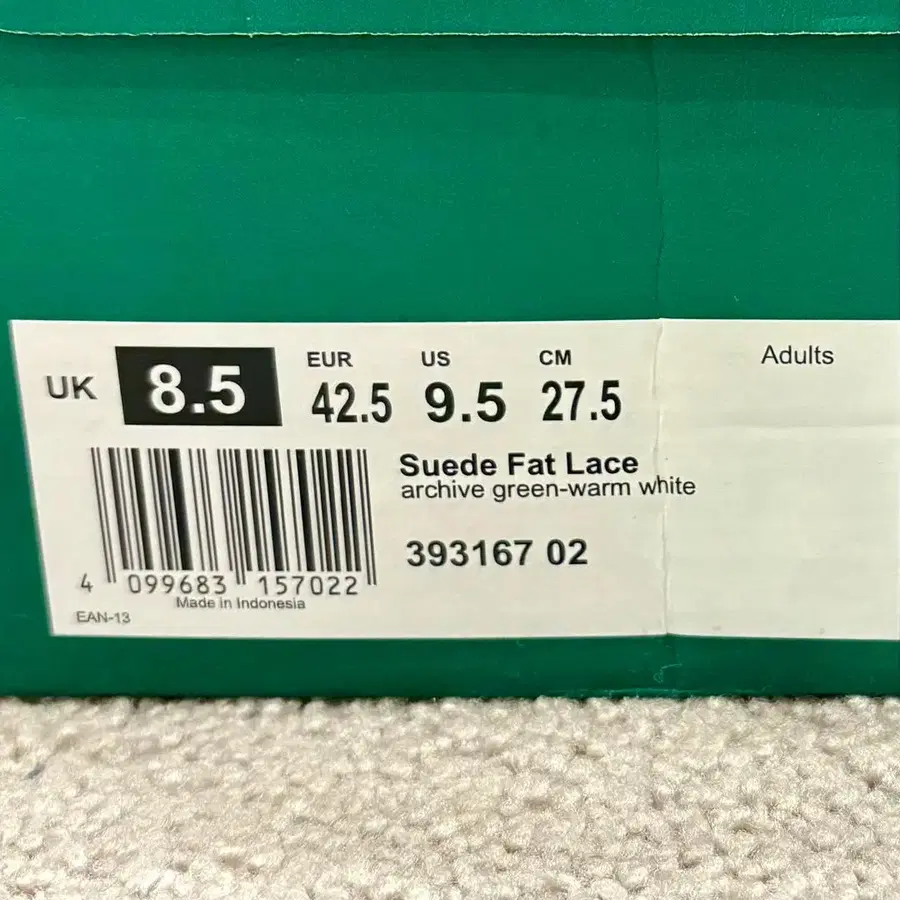 UK 8.5
EUR 42.5
US 9.5
CM 27.5
Adults
Suede Fat Lace
archive green-warm white
393167 02
4 099683 157022
Made in Indonesia
EAN-13